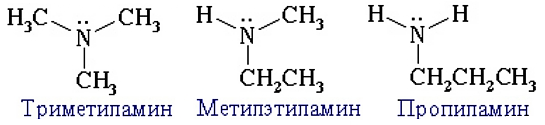 H₃C CH₃ H CH₃ H H
N̈ N̈ N̈
CH₃ CH₂CH₃ CH₂CH₂CH₃
Триметипамин Метипэтипамин Пропипамин